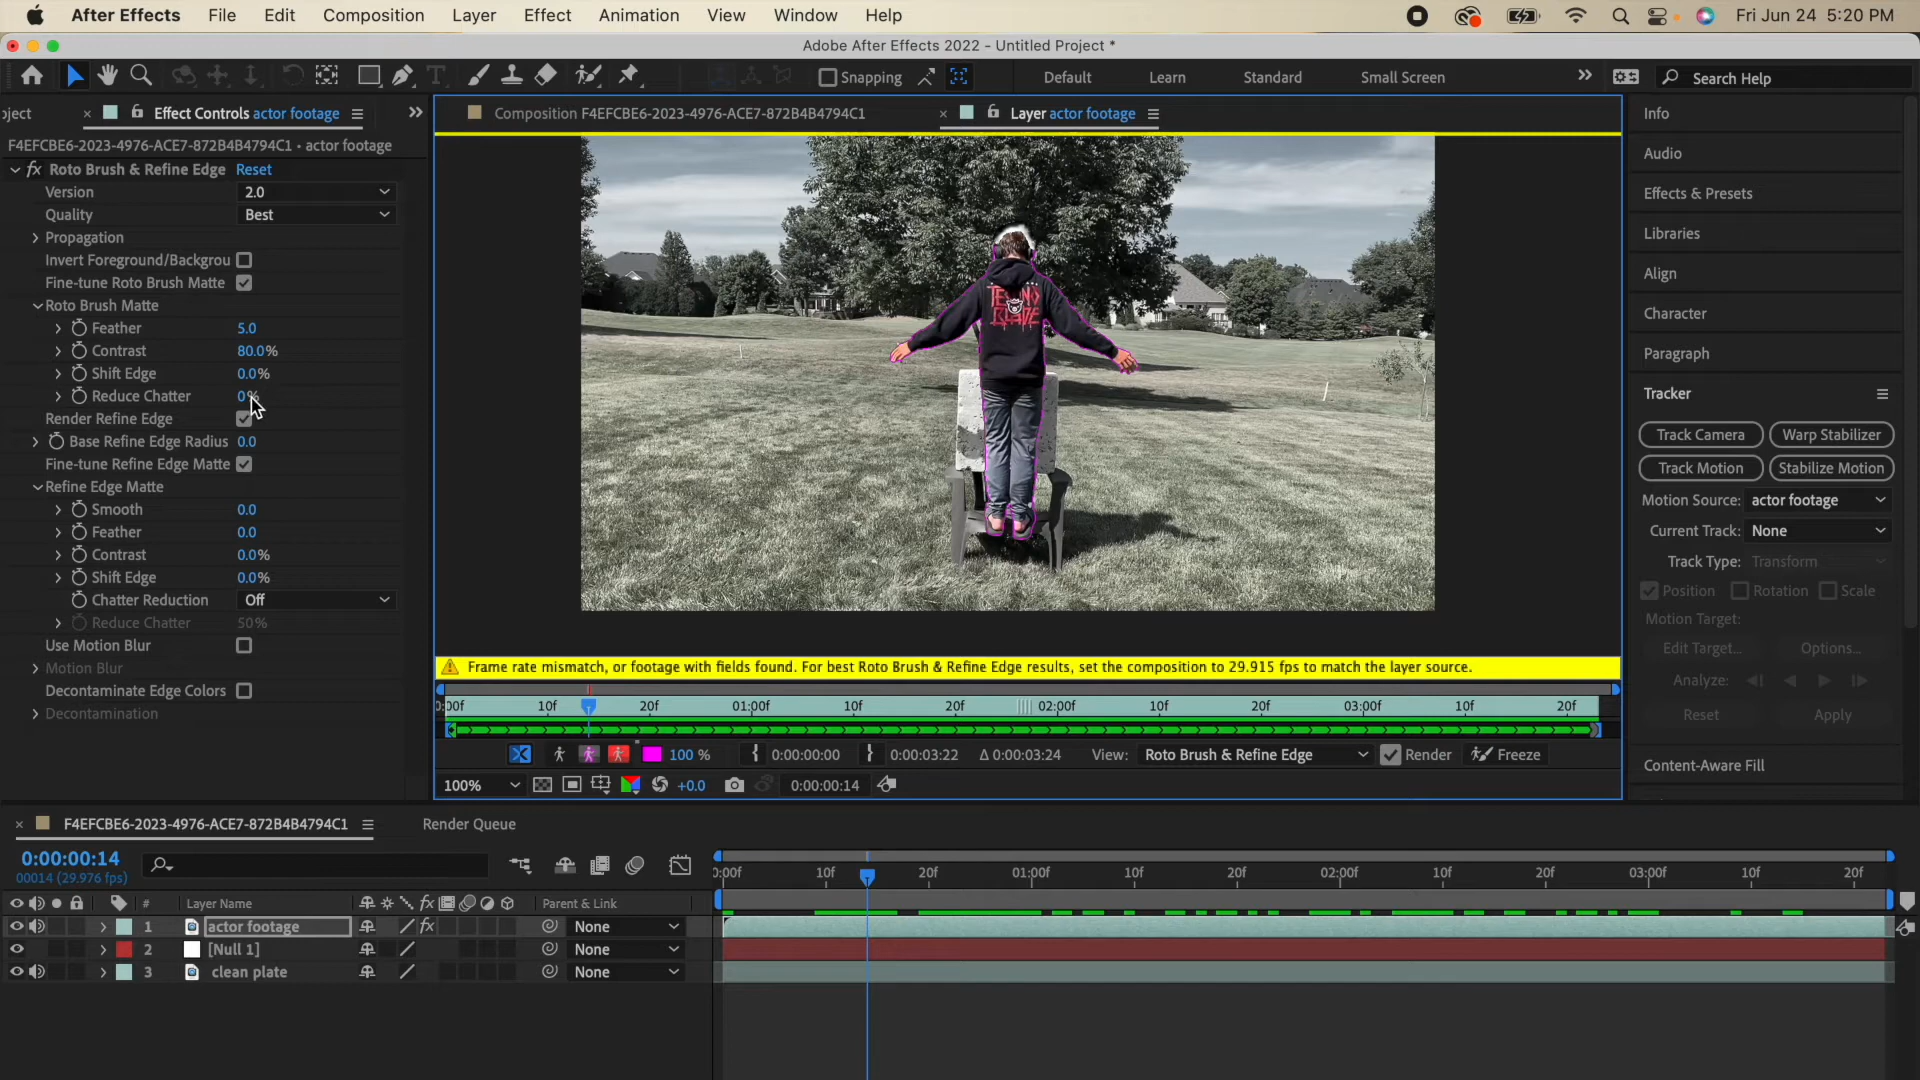 After Effects File Edit Composition Layer Effect Animation View Window Help Fri Jun 24 5:20 PM
Adobe After Effects 2022 - Untitled Project *
Snapping Default Learn Standard Small Screen Search Help
oject Effect Controls actor footage
F4EFCBE6-2023-4976-ACE7-872B4B4794C1 • actor footage
fx Roto Brush & Refine Edge Reset
Version 2.0
Quality Best
Propagation
Invert Foreground/Backgrou
Fine-tune Roto Brush Matte
Roto Brush Matte
Feather 5.0
Contrast 80.0%
Shift Edge 0.0%
Reduce Chatter 0%
Render Refine Edge
Base Refine Edge Radius 0.0
Fine-tune Refine Edge Matte
Refine Edge Matte
Smooth 0.0
Feather 0.0
Contrast 0.0%
Shift Edge 0.0%
Chatter Reduction Off
Reduce Chatter 50%
Use Motion Blur
Motion Blur
Decontaminate Edge Colors
Decontamination
Composition F4EFCBE6-2023-4976-ACE7-872B4B4794C1 Layer actor footage
TECHNO
BLADE
Frame rate mismatch, or footage with fields found. For best Roto Brush & Refine Edge results, set the composition to 29.915 fps to match the layer source.
0:00f 10f 20f 01:00f 10f 20f 02:00f 10f 20f 03:00f 10f 20f
100 % 0:00:00:00 0:00:03:22 Δ 0:00:03:24 View: Roto Brush & Refine Edge Render Freeze
100% +0.0 0:00:00:14
Info
Audio
Effects & Presets
Libraries
Align
Character
Paragraph
Tracker
Track Camera Warp Stabilizer
Track Motion Stabilize Motion
Motion Source: actor footage
Current Track: None
Track Type: Transform
Position Rotation Scale
Motion Target:
Edit Target... Options...
Analyze:
Reset Apply
Content-Aware Fill
F4EFCBE6-2023-4976-ACE7-872B4B4794C1 Render Queue
0:00:00:14
00014 (29.976 fps)
0:00f 10f 20f 01:00f 10f 20f 02:00f 10f 20f 03:00f 10f 20f
# Layer Name fx Parent & Link
1 actor footage fx None
2 [Null 1] None
3 clean plate None